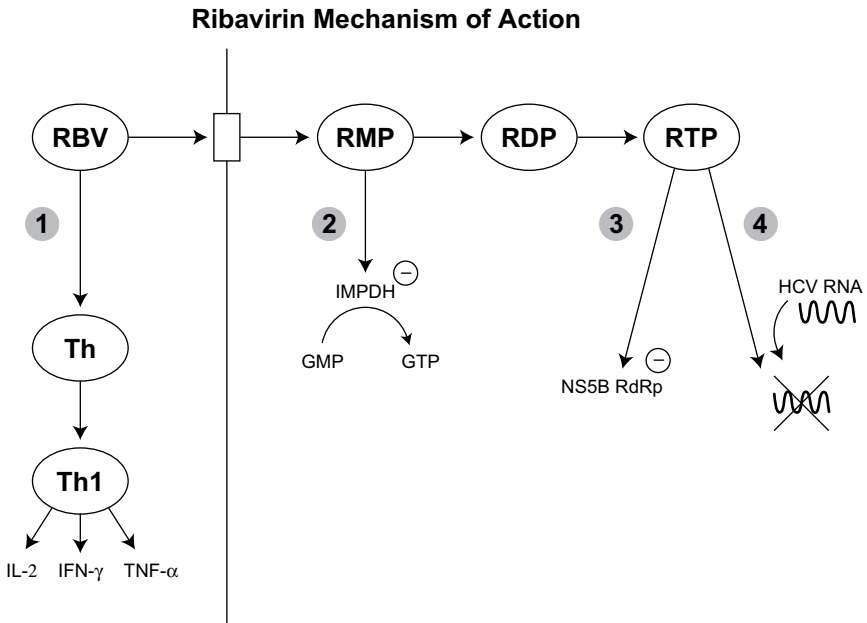 Ribavirin Mechanism of Action
RBV
RMP
RDP
RTP
1
2
3
4
IMPDH
−
GMP
GTP
HCV RNA
NS5B RdRp
−
Th
Th1
IL-2
IFN-γ
TNF-α